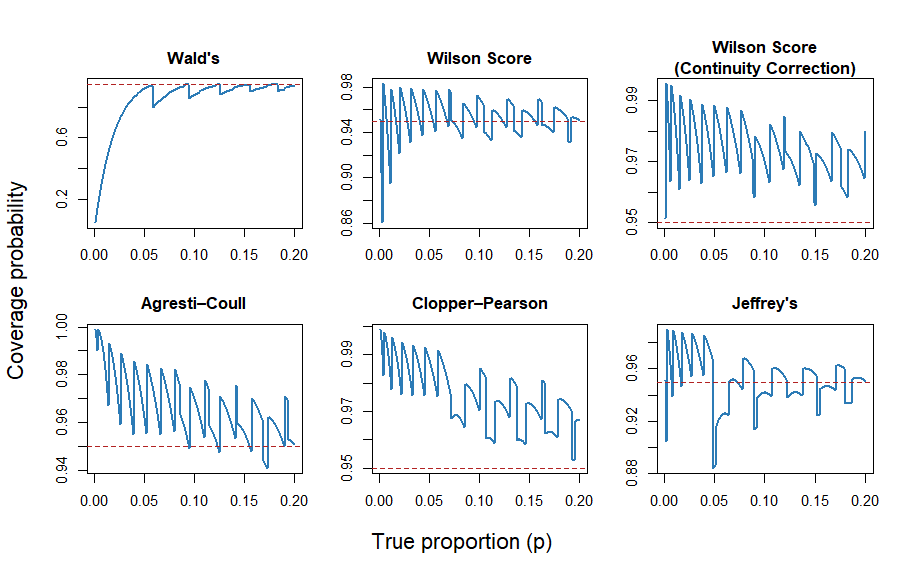 Wald's
Wilson Score
Wilson Score
(Continuity Correction)
0.2 0.6
0.00 0.05 0.10 0.15 0.20
0.86 0.90 0.94 0.98
0.00 0.05 0.10 0.15 0.20
0.95 0.97 0.99
0.00 0.05 0.10 0.15 0.20
Coverage probability
Agresti–Coull
Clopper–Pearson
Jeffrey's
0.94 0.96 0.98 1.00
0.00 0.05 0.10 0.15 0.20
0.95 0.97 0.99
0.00 0.05 0.10 0.15 0.20
0.88 0.92 0.96
0.00 0.05 0.10 0.15 0.20
True proportion (p)